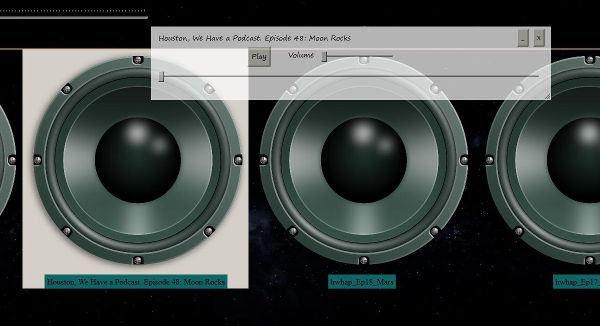 Houston, We Have a Podcast. Episode 48: Moon Rocks
_ x
Play Volume
Houston, We Have a Podcast. Episode 48: Moon Rocks
hwhap_Ep18_Mars
hwhap_Ep17_